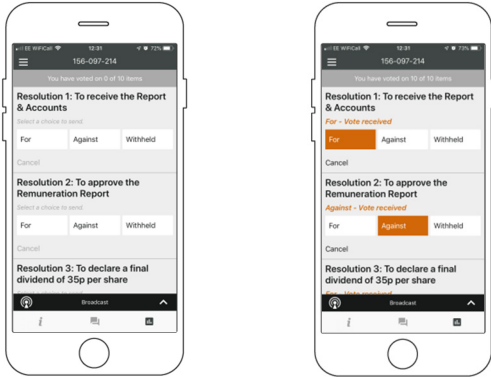 EE WiFiCall 12:31 72%
156-097-214
You have voted on 0 of 10 items
Resolution 1: To receive the Report
& Accounts
Select a choice to send
For Against Withheld
Cancel
Resolution 2: To approve the
Remuneration Report
Select a choice to send
For Against Withheld
Cancel
Resolution 3: To declare a final
dividend of 35p per share
Broadcast
EE WiFiCall 12:31 73%
156-097-214
You have voted on 10 of 10 items
Resolution 1: To receive the Report
& Accounts
For - Vote received
For Against Withheld
Cancel
Resolution 2: To approve the
Remuneration Report
Against - Vote received
For Against Withheld
Cancel
Resolution 3: To declare a final
dividend of 35p per share
For - Vote received
Broadcast